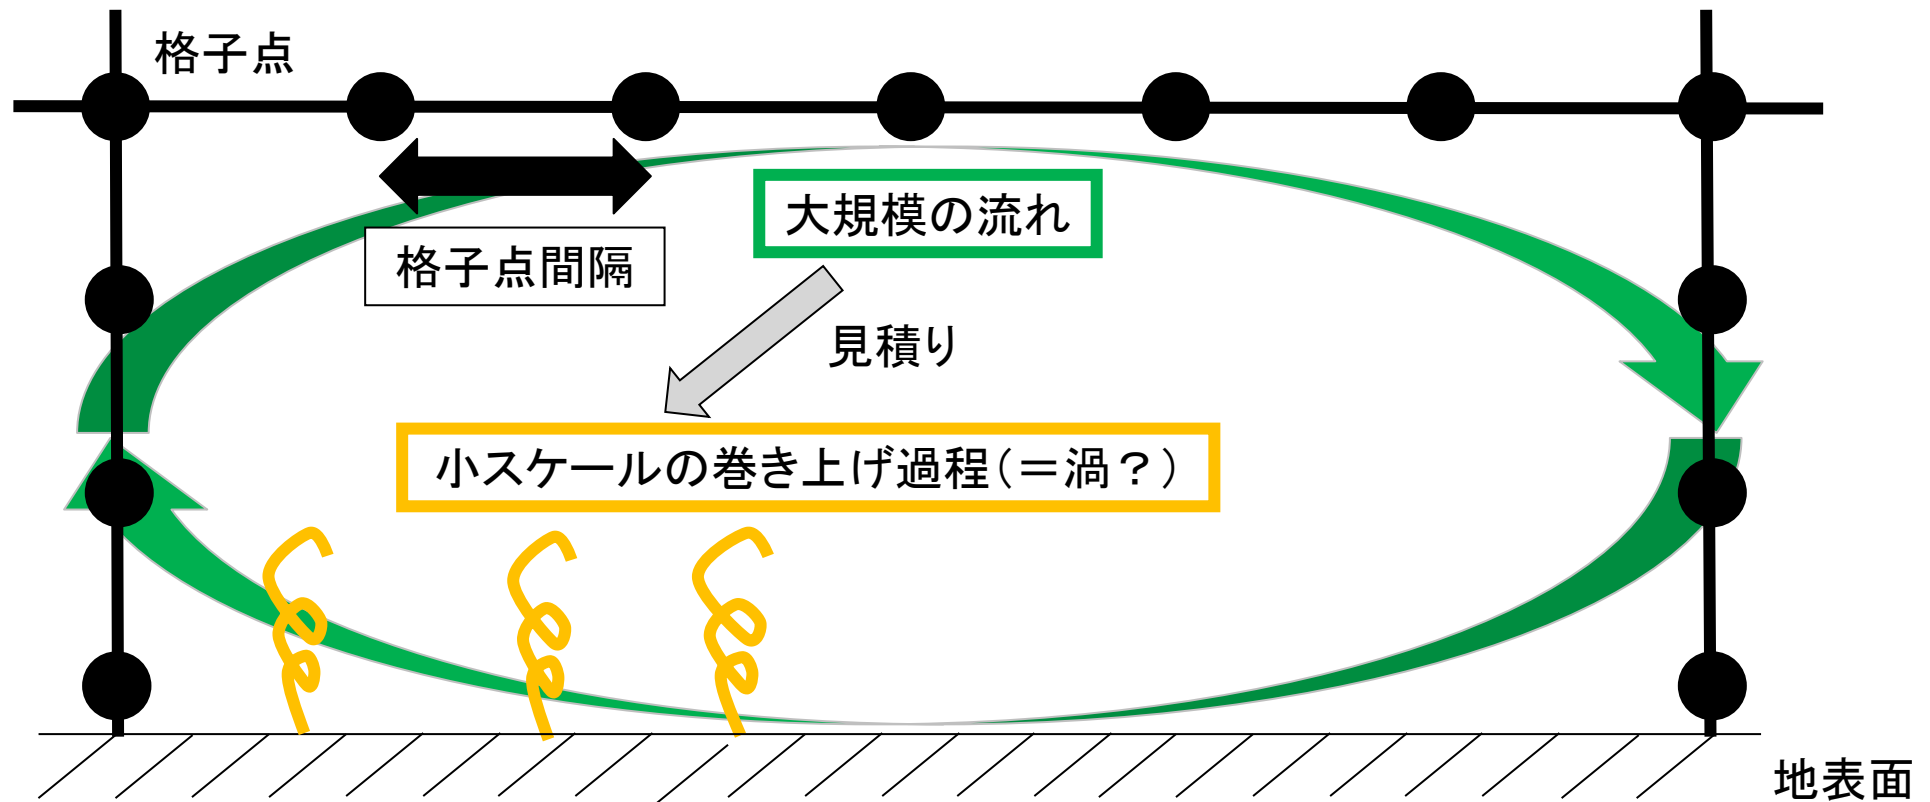 格子点
大規模の流れ
格子点間隔
見積り
小スケールの巻き上げ過程(＝渦？)
地表面